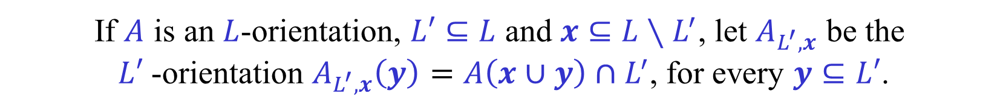 If A is an L-orientation, L′ ⊆ L and x ⊆ L \ L′, let A_{L′,x} be the
L′ -orientation A_{L′,x}(y) = A(x ∪ y) ∩ L′, for every y ⊆ L′.